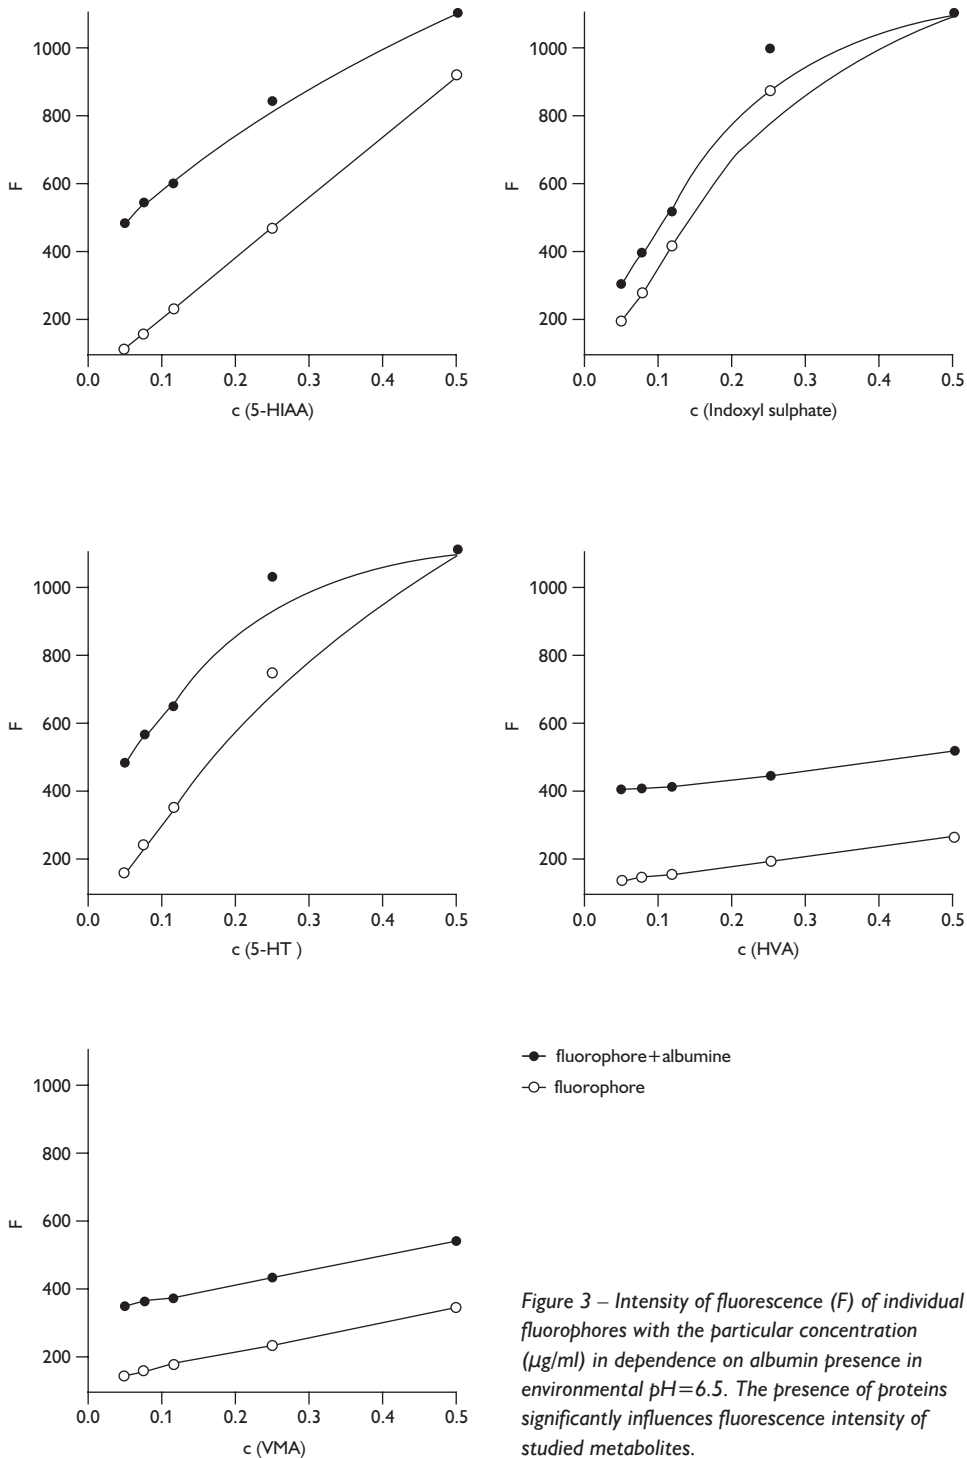 1000
800
600
400
200
F
0.0 0.1 0.2 0.3 0.4 0.5
c (5-HIAA)
1000
800
600
400
200
F
0.0 0.1 0.2 0.3 0.4 0.5
c (Indoxyl sulphate)
1000
800
600
400
200
F
0.0 0.1 0.2 0.3 0.4 0.5
c (5-HT )
1000
800
600
400
200
F
0.0 0.1 0.2 0.3 0.4 0.5
c (HVA)
1000
800
600
400
200
F
0.0 0.1 0.2 0.3 0.4 0.5
c (VMA)
fluorophore+albumine
fluorophore
Figure 3 – Intensity of fluorescence (F) of individual
fluorophores with the particular concentration
(µg/ml) in dependence on albumin presence in
environmental pH=6.5. The presence of proteins
significantly influences fluorescence intensity of
studied metabolites.